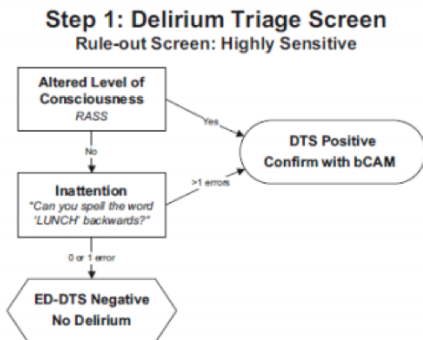 Step 1: Delirium Triage Screen
Rule-out Screen: Highly Sensitive
Altered Level of
Consciousness
RASS
Yes
DTS Positive
Confirm with bCAM
No
Inattention
"Can you spell the word
'LUNCH' backwards?"
>1 errors
0 or 1 error
ED-DTS Negative
No Delirium